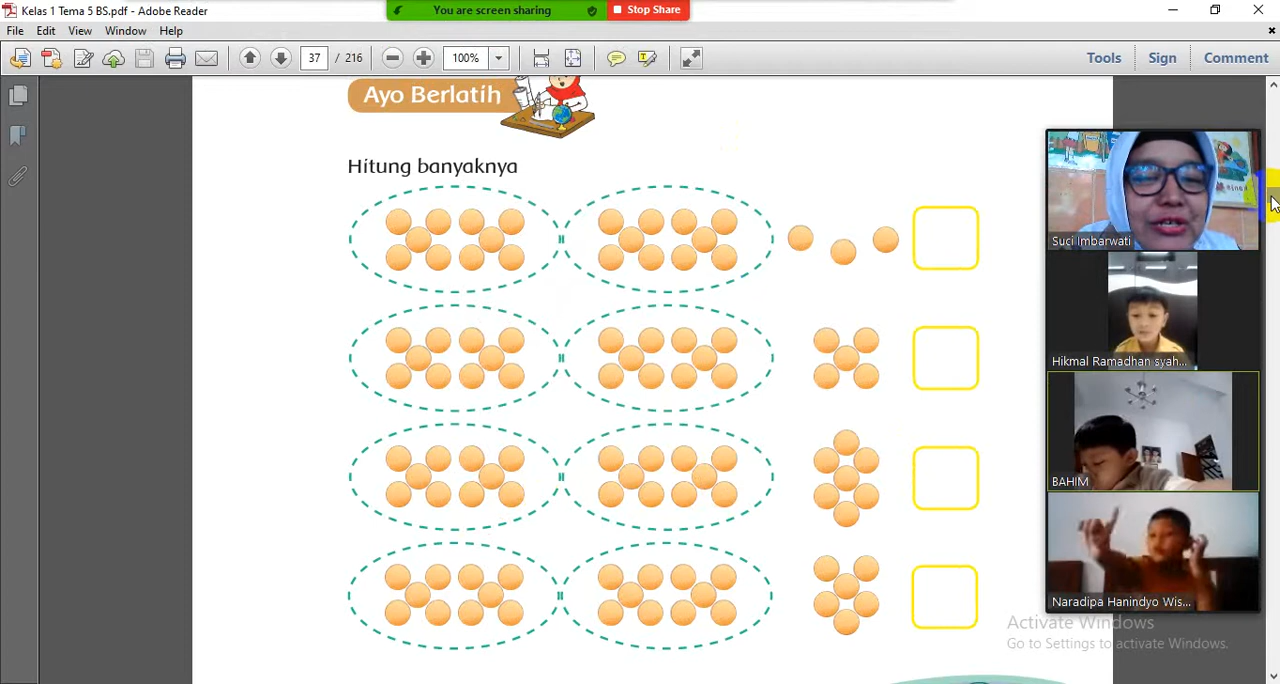 Kelas 1 Tema 5 BS.pdf - Adobe Reader
You are screen sharing
Stop Share
File Edit View Window Help
37 / 216
100%
Tools Sign Comment
Ayo Berlatih
Hitung banyaknya
Suci Imbarwati
Hikmal Ramadhan syah...
BAHIM
Naradipa Hanindyo Wis...
Activate Windows
Go to Settings to activate Windows.